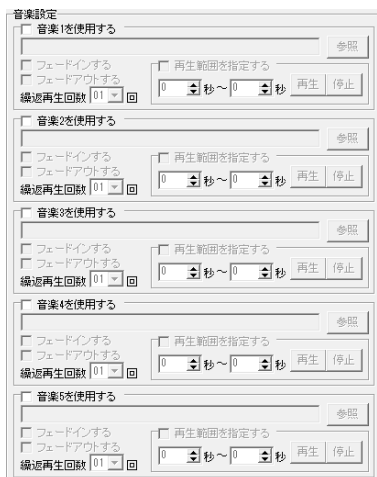 音楽設定
音楽1を使用する
参照
フェードインする
フェードアウトする
繰返再生回数 01 回
再生範囲を指定する
0 秒～0 秒 再生 停止
音楽2を使用する
参照
フェードインする
フェードアウトする
繰返再生回数 01 回
再生範囲を指定する
0 秒～0 秒 再生 停止
音楽3を使用する
参照
フェードインする
フェードアウトする
繰返再生回数 01 回
再生範囲を指定する
0 秒～0 秒 再生 停止
音楽4を使用する
参照
フェードインする
フェードアウトする
繰返再生回数 01 回
再生範囲を指定する
0 秒～0 秒 再生 停止
音楽5を使用する
参照
フェードインする
フェードアウトする
繰返再生回数 01 回
再生範囲を指定する
0 秒～0 秒 再生 停止